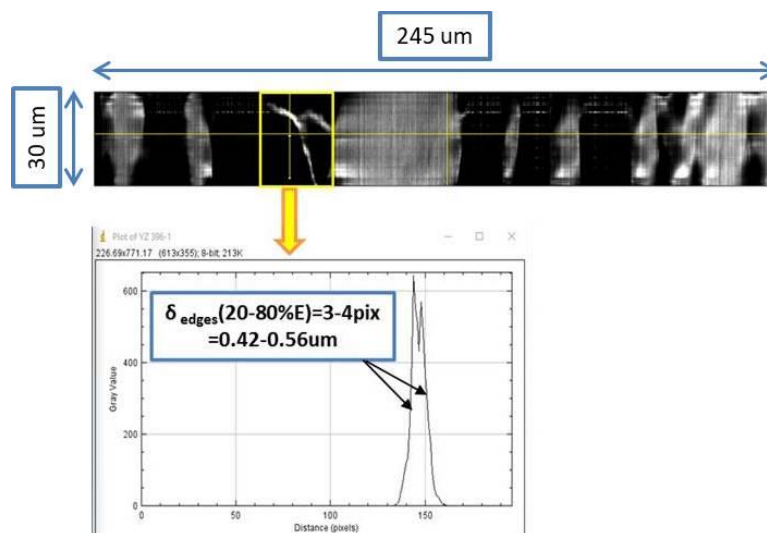 245 um
30 um
Plot of YZ 396-1
226.69x771.17 (613x355); 8-bit; 213K
600
400
200
0
δ edges(20-80%E)=3-4pix
=0.42-0.56um
Gray Value
0
50
100
150
Distance (pixels)